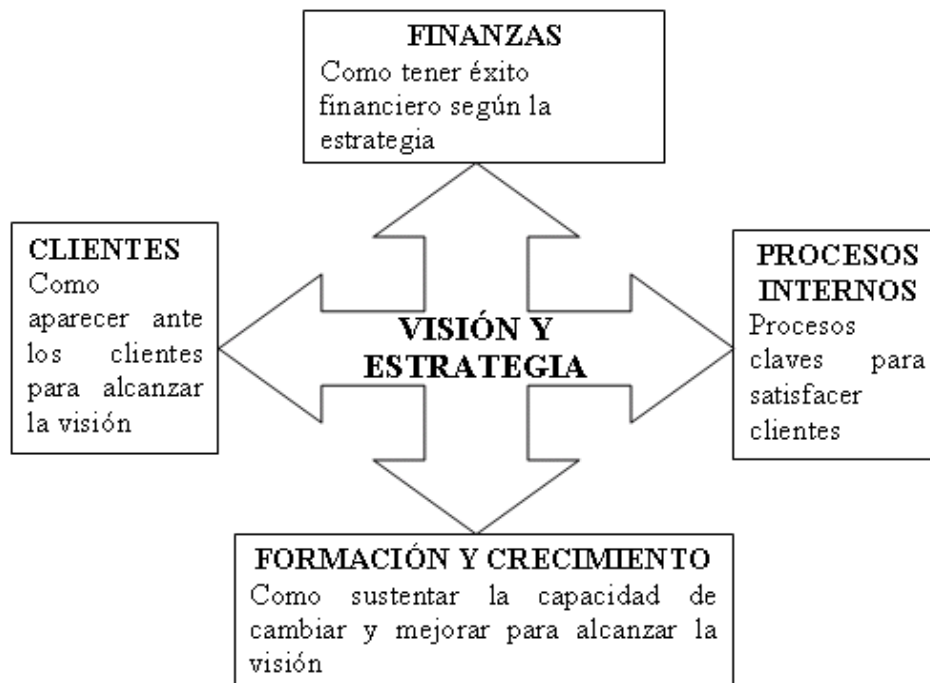 FINANZAS
Como tener éxito
financiero según la
estrategia
CLIENTES
Como
aparecer ante
los clientes
para alcanzar
la visión
VISIÓN Y
ESTRATEGIA
PROCESOS
INTERNOS
Procesos
claves para
satisfacer
clientes
FORMACIÓN Y CRECIMIENTO
Como sustentar la capacidad de
cambiar y mejorar para alcanzar la
visión